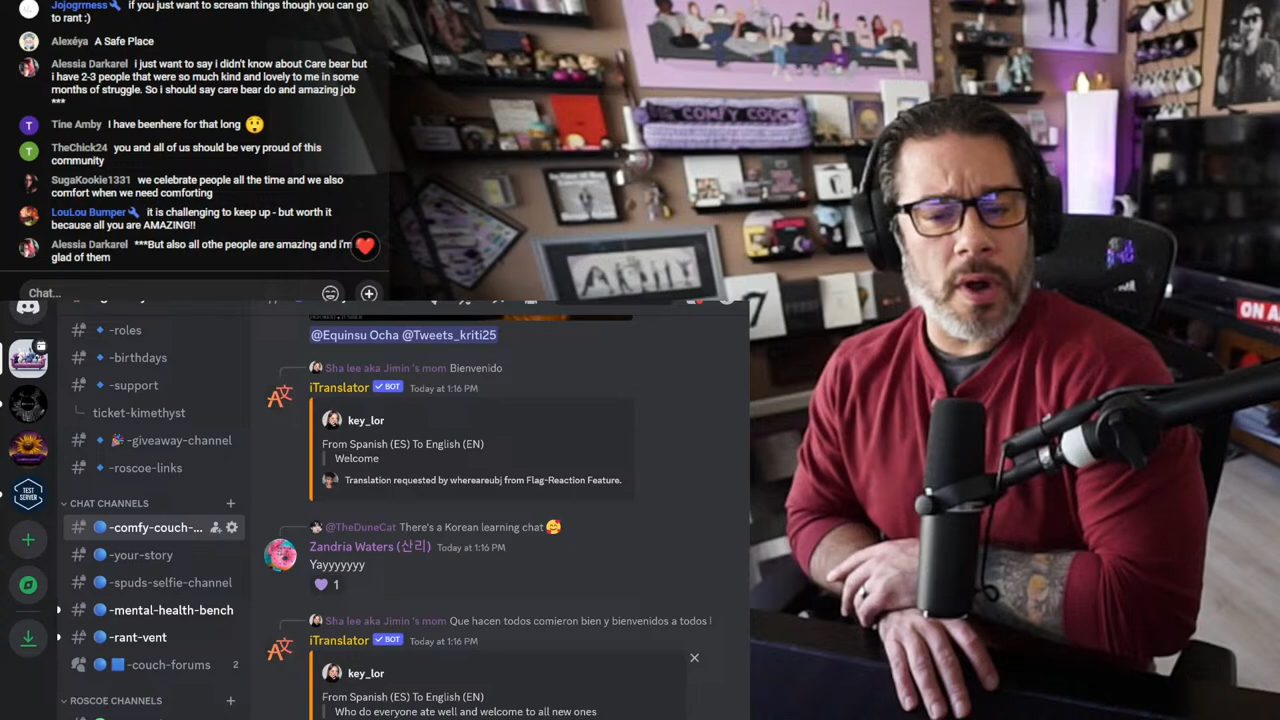 Jojogrmess if you just want to scream things though you can go
to rant :)
Alexéya A Safe Place
Alessia Darkarel i just want to say i didn't know about Care bear but
i have 2-3 people that were so much kind and lovely to me in some
months of struggle. So i should say care bear do and amazing job
***
T Tine Amby I have beenhere for that long 😲
T TheChick24 you and all of us should be very proud of this
community
SugaKookie1331 we celebrate people all the time and we also
comfort when we need comforting
LouLou Bumper it is challenging to keep up - but worth it
because all you are AMAZING!!
Alessia Darkarel ***But also all othe people are amazing and i'm
glad of them
Chat...
-roles
-birthdays
-support
ticket-kimethyst
🎉-giveaway-channel
-roscoe-links
CHAT CHANNELS
-comfy-couch-...
-your-story
-spuds-selfie-channel
-mental-health-bench
-rant-vent
-couch-forums 2
ROSCOE CHANNELS
TEST
SERVER
@Equinsu Ocha @Tweets_kriti25
Sha lee aka Jimin 's mom Bienvenido
iTranslator BOT Today at 1:16 PM
key_lor
From Spanish (ES) To English (EN)
Welcome
Translation requested by whereareubj from Flag-Reaction Feature.
@TheDuneCat There's a Korean learning chat 🥰
Zandria Waters (산리) Today at 1:16 PM
Yayyyyyyy
💜 1
Sha lee aka Jimin 's mom Que hacen todos comieron bien y bienvenidos a todos l
iTranslator BOT Today at 1:16 PM
key_lor
From Spanish (ES) To English (EN)
Who do everyone ate well and welcome to all new ones
COMFY COUCH
ARMY
7
ON A